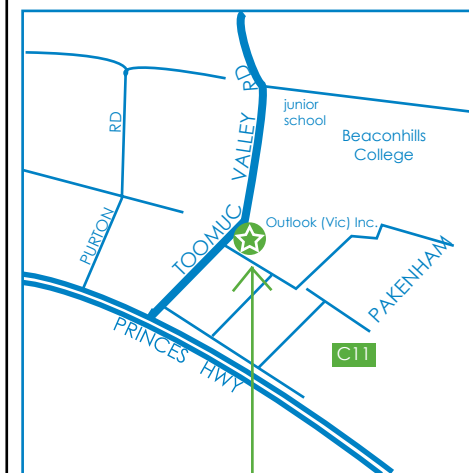 junior
school
Beaconhills
College
RD
TOOMUC VALLEY RD
Outlook (Vic) Inc.
PURTON
PAKENHAM
PRINCES HWY
C11